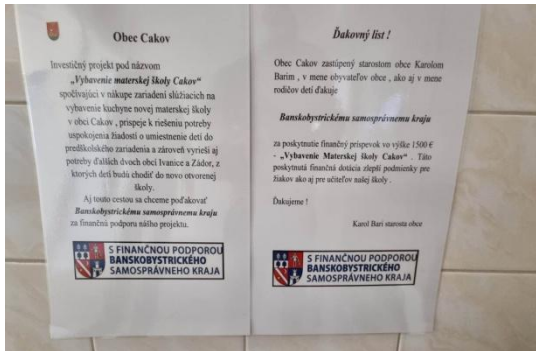 Obec Cakov
Investičný projekt pod názvom
„Vybavenie materskej školy Cakov"
spočívajúci v nákupe zariadení slúžiacich na
vybavenie kuchyne novej materskej školy
v obci Cakov , prispeje k riešeniu potreby
uspokojenia žiadostí o umiestnenie detí do
predškolského zariadenia a zároveň vyrieši aj
potreby ďalších dvoch obcí Ivanice a Zádor, z
ktorých deti budú chodiť do novo otvorenej
školy.
Aj touto cestou sa chceme poďakovať
Banskobystrickému samosprávnemu kraju
za finančnú podporu nášho projektu.
S FINANČNOU PODPOROU
BANSKOBYSTRICKÉHO
SAMOSPRÁVNEHO KRAJA
Ďakovný list !
Obec Cakov zastúpený starostom obce Karolom
Barim , v mene obyvateľov obce , ako aj v mene
rodičov detí ďakuje
Banskobystrickému samosprávnemu kraju
za poskytnutie finančný príspevok vo výške 1500 €
- „Vybavenie Materskej školy Cakov" . Táto
poskytnutá finančná dotácia zlepší podmienky pre
žiakov ako aj pre učiteľov našej školy .
Ďakujeme !
Karol Bari starosta obce
S FINANČNOU PODPOROU
BANSKOBYSTRICKÉHO
SAMOSPRÁVNEHO KRAJA